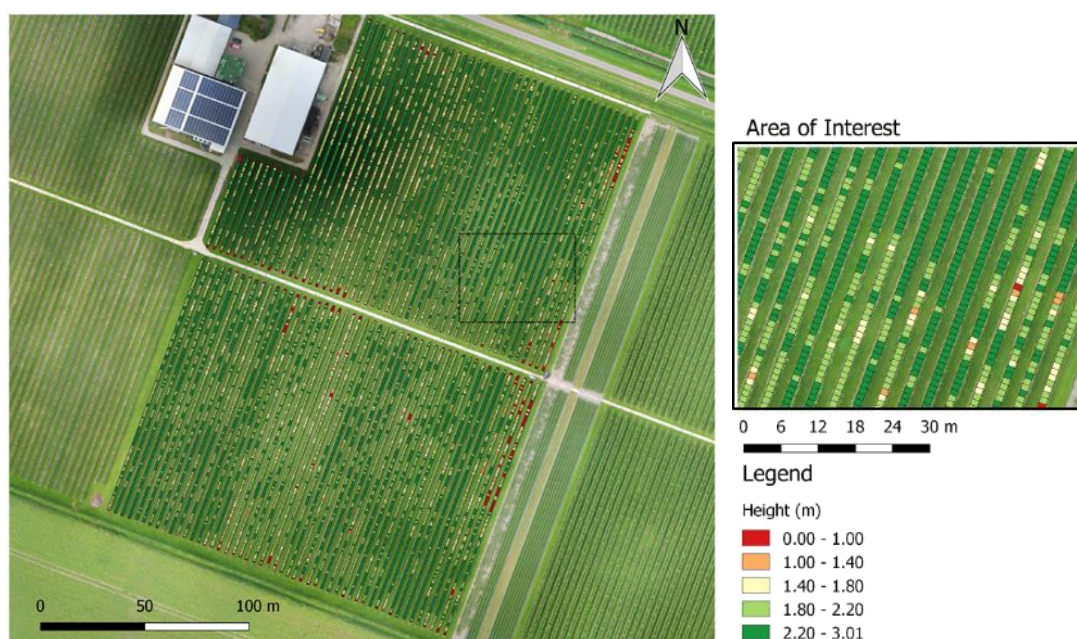 N
0 50 100 m
Area of Interest
0 6 12 18 24 30 m
Legend
Height (m)
0.00 - 1.00
1.00 - 1.40
1.40 - 1.80
1.80 - 2.20
2.20 - 3.01